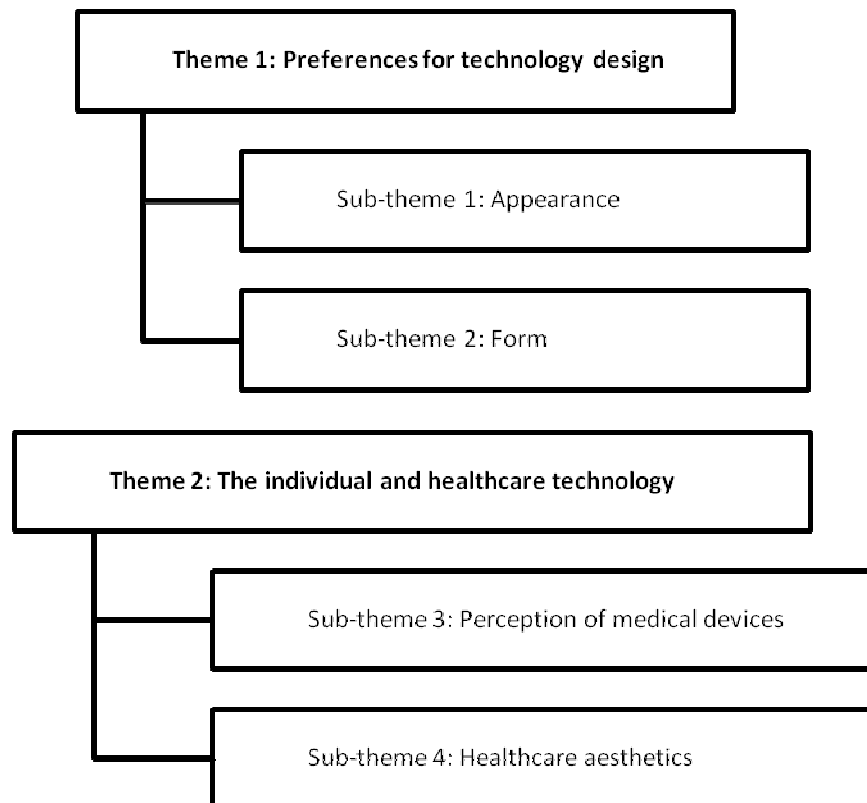 Theme 1: Preferences for technology design
Sub-theme 1: Appearance
Sub-theme 2: Form
Theme 2: The individual and healthcare technology
Sub-theme 3: Perception of medical devices
Sub-theme 4: Healthcare aesthetics